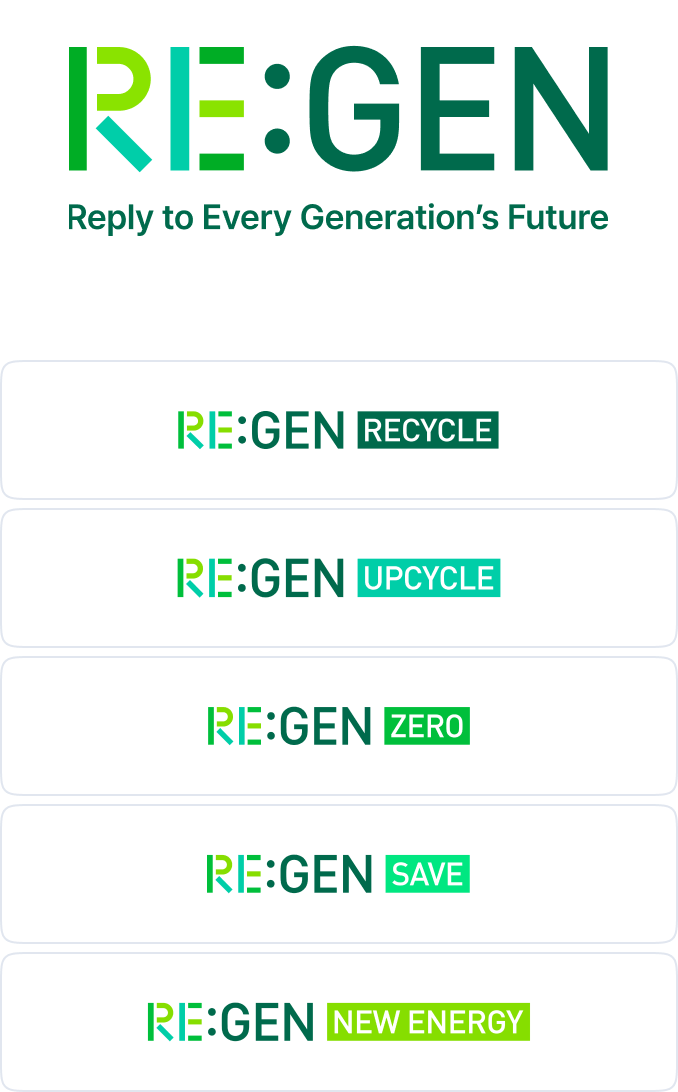 RE:GEN
Reply to Every Generation's Future
RE:GEN RECYCLE
RE:GEN UPCYCLE
RE:GEN ZERO
RE:GEN SAVE
RE:GEN NEW ENERGY